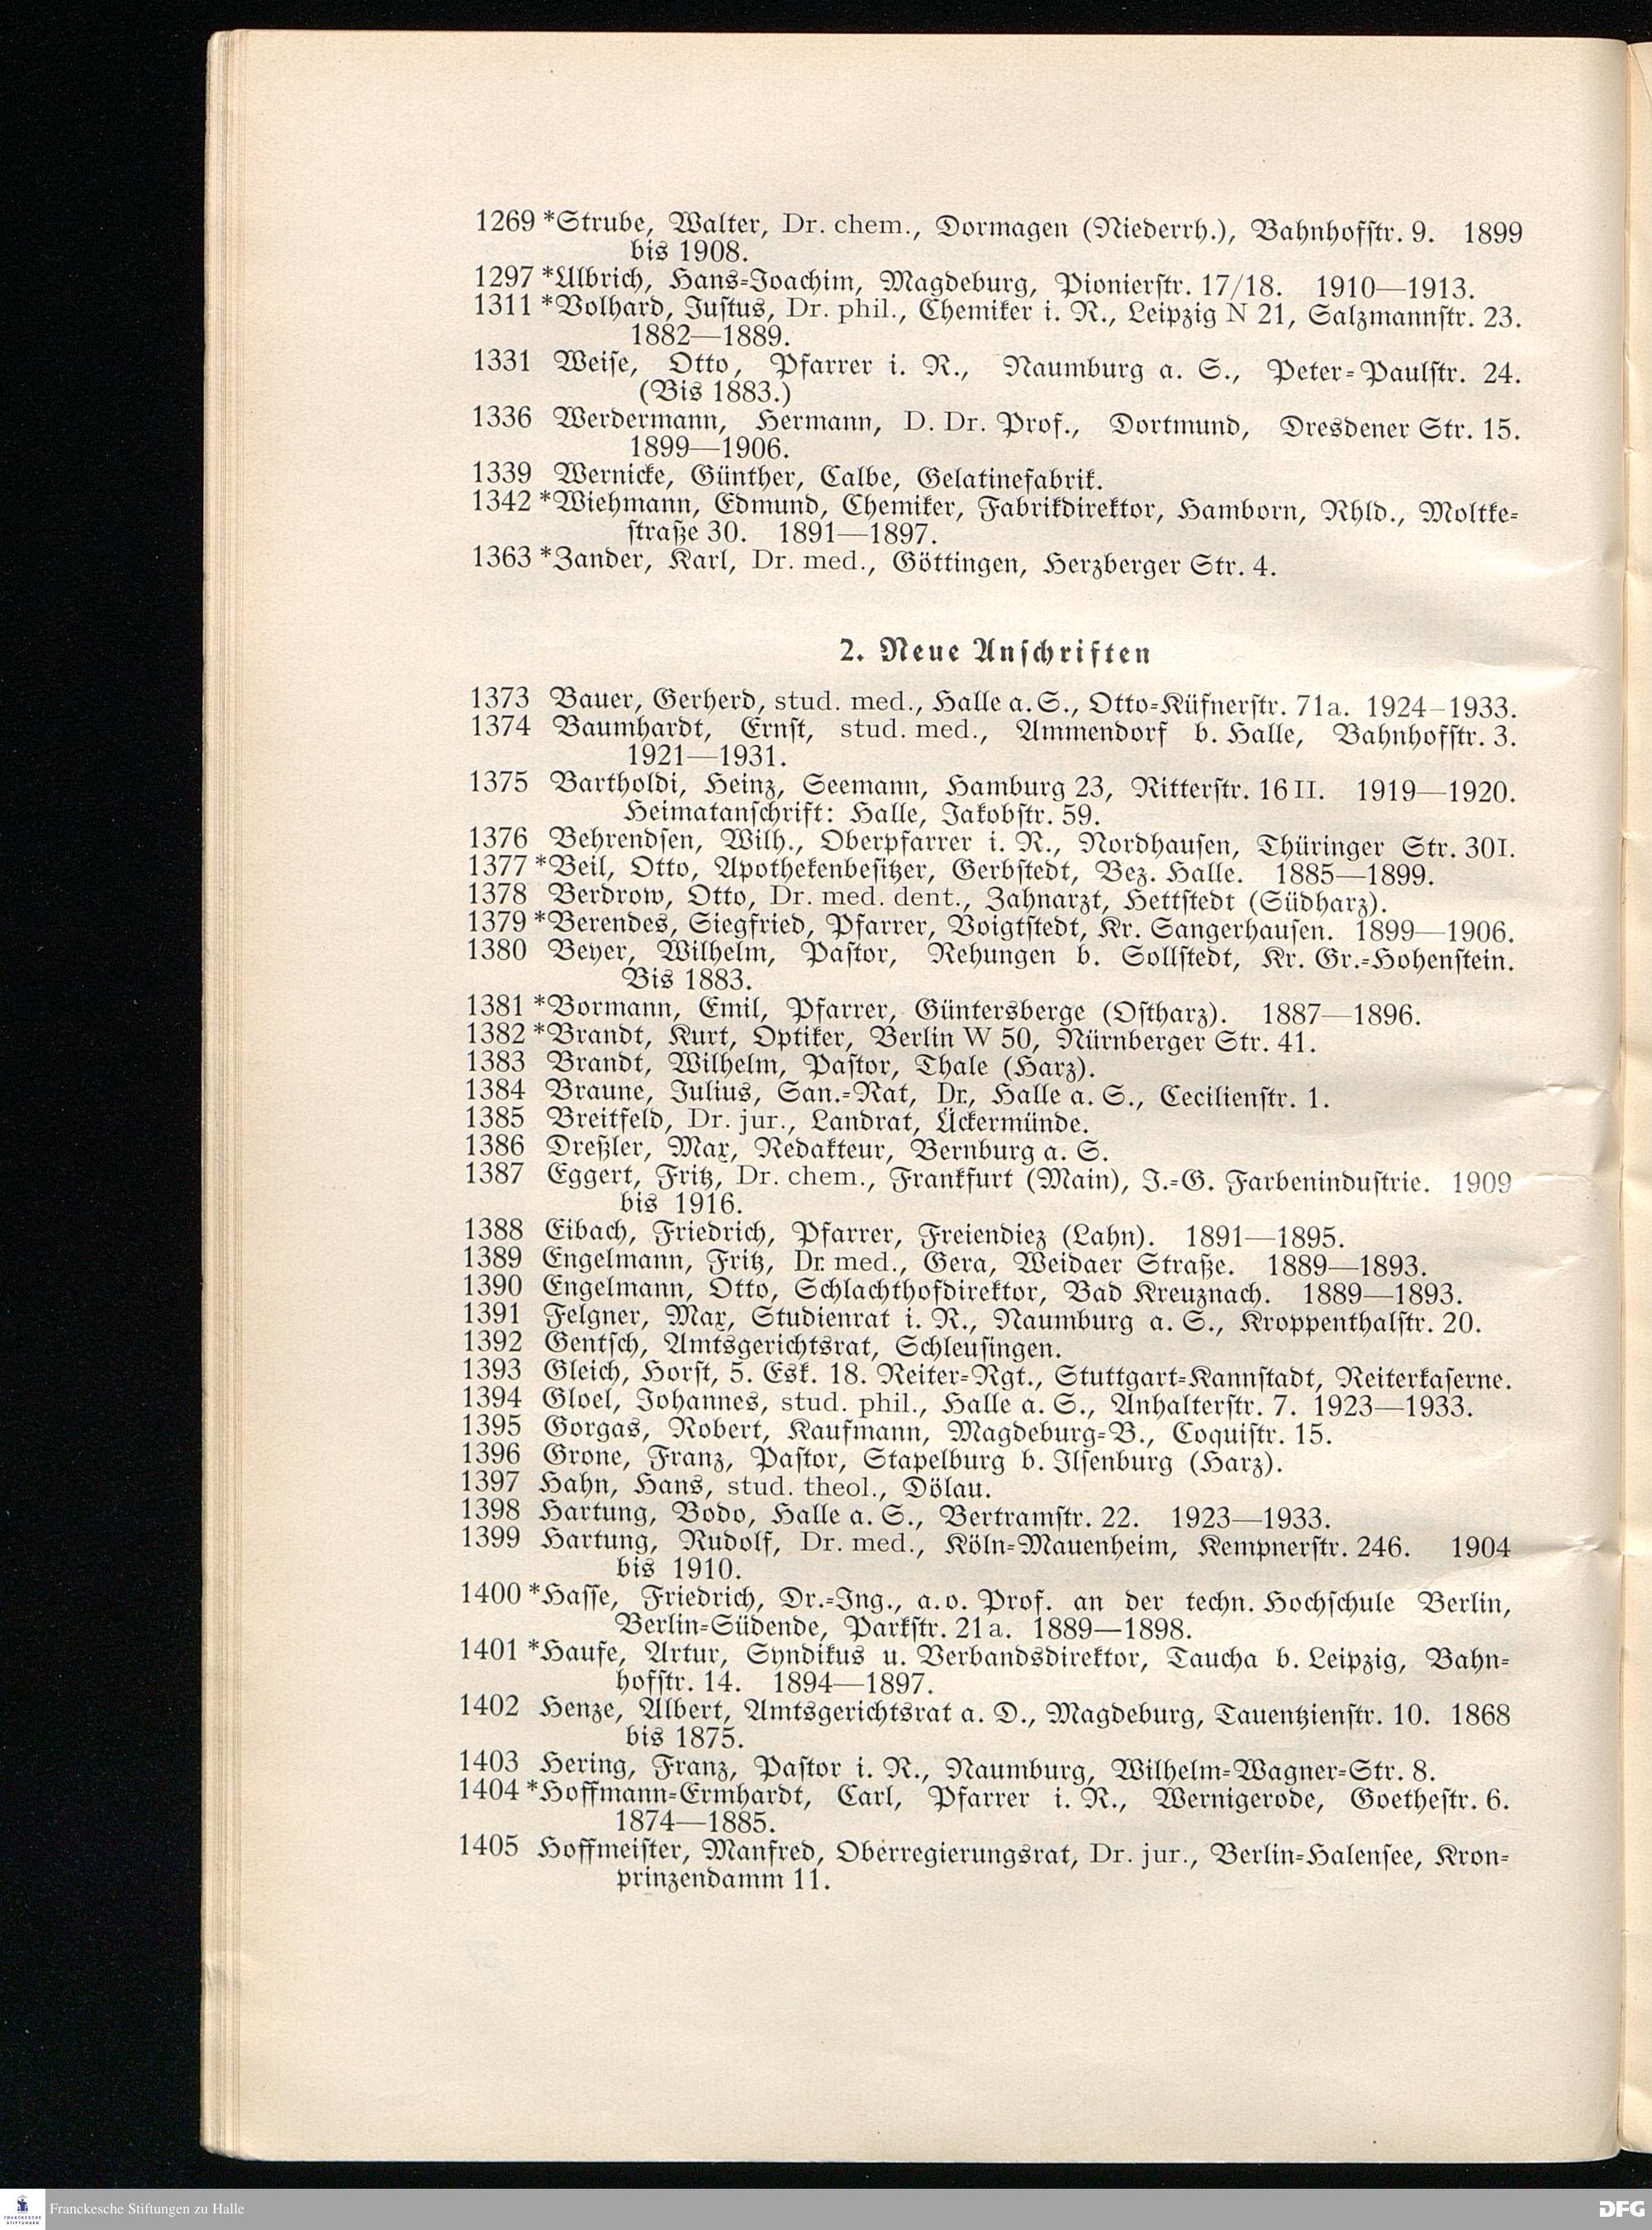 1269 *Strube, Walter, Dr. chem., Dormagen (Niederrh.), Bahnhofstr. 9. 1899
bis 1908.
1297 *Ulbrich, Hans-Joachim, Magdeburg, Pionierstr. 17/18. 1910—1913.
1311 *Volhard, Justus, Dr. phil., Chemiker i. R., Leipzig N 21, Salzmannstr. 23.
1882—1889.
1331 Weise, Otto, Pfarrer i. R., Naumburg a. S., Peter-Paulstr. 24.
(Bis 1883.)
1336 Werdermann, Hermann, D. Dr. Prof., Dortmund, Dresdener Str. 15.
1899—1906.
1339 Wernicke, Günther, Calbe, Gelatinefabrik.
1342 *Wiehmann, Edmund, Chemiker, Fabrikdirektor, Hamborn, Rhld., Moltke-
straße 30. 1891—1897.
1363 *Zander, Karl, Dr. med., Göttingen, Herzberger Str. 4.
2. Neue Anschriften
1373 Bauer, Gerherd, stud. med., Halle a. S., Otto-Küfnerstr. 71a. 1924–1933.
1374 Baumhardt, Ernst, stud. med., Ammendorf b. Halle, Bahnhofstr. 3.
1921—1931.
1375 Bartholdi, Heinz, Seemann, Hamburg 23, Ritterstr. 16 II. 1919—1920.
Heimatanschrift: Halle, Jakobstr. 59.
1376 Behrendsen, Wilh., Oberpfarrer i. R., Nordhausen, Thüringer Str. 30I.
1377 *Beil, Otto, Apothekenbesitzer, Gerbstedt, Bez. Halle. 1885—1899.
1378 Berdrow, Otto, Dr. med. dent., Zahnarzt, Hettstedt (Südharz).
1379 *Berendes, Siegfried, Pfarrer, Voigtstedt, Kr. Sangerhausen. 1899—1906.
1380 Beyer, Wilhelm, Pastor, Rehungen b. Sollstedt, Kr. Gr.-Hohenstein.
Bis 1883.
1381 *Bormann, Emil, Pfarrer, Güntersberge (Ostharz). 1887—1896.
1382 *Brandt, Kurt, Optiker, Berlin W 50, Nürnberger Str. 41.
1383 Brandt, Wilhelm, Pastor, Thale (Harz).
1384 Braune, Julius, San.-Rat, Dr., Halle a. S., Cecilienstr. 1.
1385 Breitfeld, Dr. jur., Landrat, Ückermünde.
1386 Dreßler, Max, Redakteur, Bernburg a. S.
1387 Eggert, Fritz, Dr. chem., Frankfurt (Main), J.-G. Farbenindustrie. 1909
bis 1916.
1388 Eibach, Friedrich, Pfarrer, Freiendiez (Lahn). 1891—1895.
1389 Engelmann, Fritz, Dr. med., Gera, Weidaer Straße. 1889—1893.
1390 Engelmann, Otto, Schlachthofdirektor, Bad Kreuznach. 1889—1893.
1391 Felgner, Max, Studienrat i. R., Naumburg a. S., Kroppenthalstr. 20.
1392 Gentsch, Amtsgerichtsrat, Schleusingen.
1393 Gleich, Horst, 5. Esk. 18. Reiter-Rgt., Stuttgart-Kannstadt, Reiterkaserne.
1394 Gloel, Johannes, stud. phil., Halle a. S., Anhalterstr. 7. 1923—1933.
1395 Gorgas, Robert, Kaufmann, Magdeburg-B., Coquistr. 15.
1396 Grone, Franz, Pastor, Stapelburg b. Ilsenburg (Harz).
1397 Hahn, Hans, stud. theol., Dölau.
1398 Hartung, Bodo, Halle a. S., Bertramstr. 22. 1923—1933.
1399 Hartung, Rudolf, Dr. med., Köln-Mauenheim, Kempnerstr. 246. 1904
bis 1910.
1400 *Hasse, Friedrich, Dr.-Ing., a. o. Prof. an der techn. Hochschule Berlin,
Berlin-Südende, Parkstr. 21 a. 1889—1898.
1401 *Haufe, Artur, Syndikus u. Verbandsdirektor, Taucha b. Leipzig, Bahn-
hofstr. 14. 1894—1897.
1402 Henze, Albert, Amtsgerichtsrat a. D., Magdeburg, Tauentzienstr. 10. 1868
bis 1875.
1403 Hering, Franz, Pastor i. R., Naumburg, Wilhelm-Wagner-Str. 8.
1404 *Hoffmann-Ermhardt, Carl, Pfarrer i. R., Wernigerode, Goethestr. 6.
1874—1885.
1405 Hoffmeister, Manfred, Oberregierungsrat, Dr. jur., Berlin-Halensee, Kron-
prinzendamm 11.
FRANCKESCHE STIFTUNGEN
Franckesche Stiftungen zu Halle
DFG